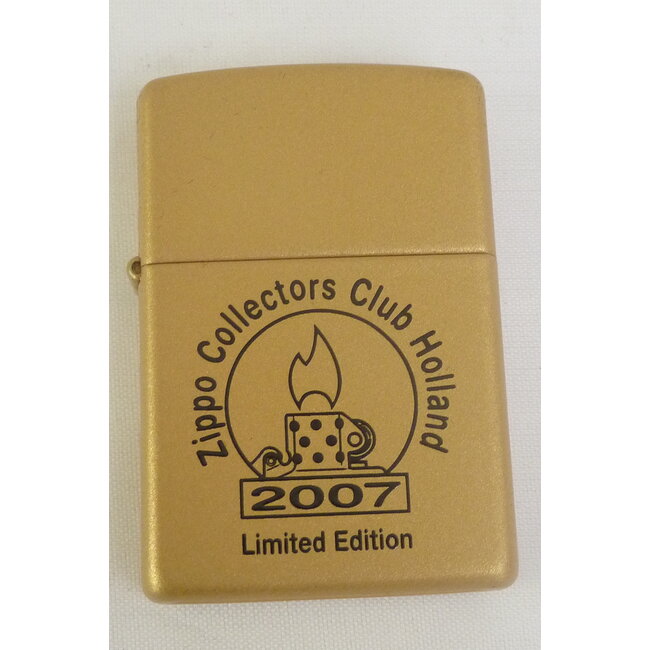 Zippo Collectors Club Holland
2007
Limited Edition